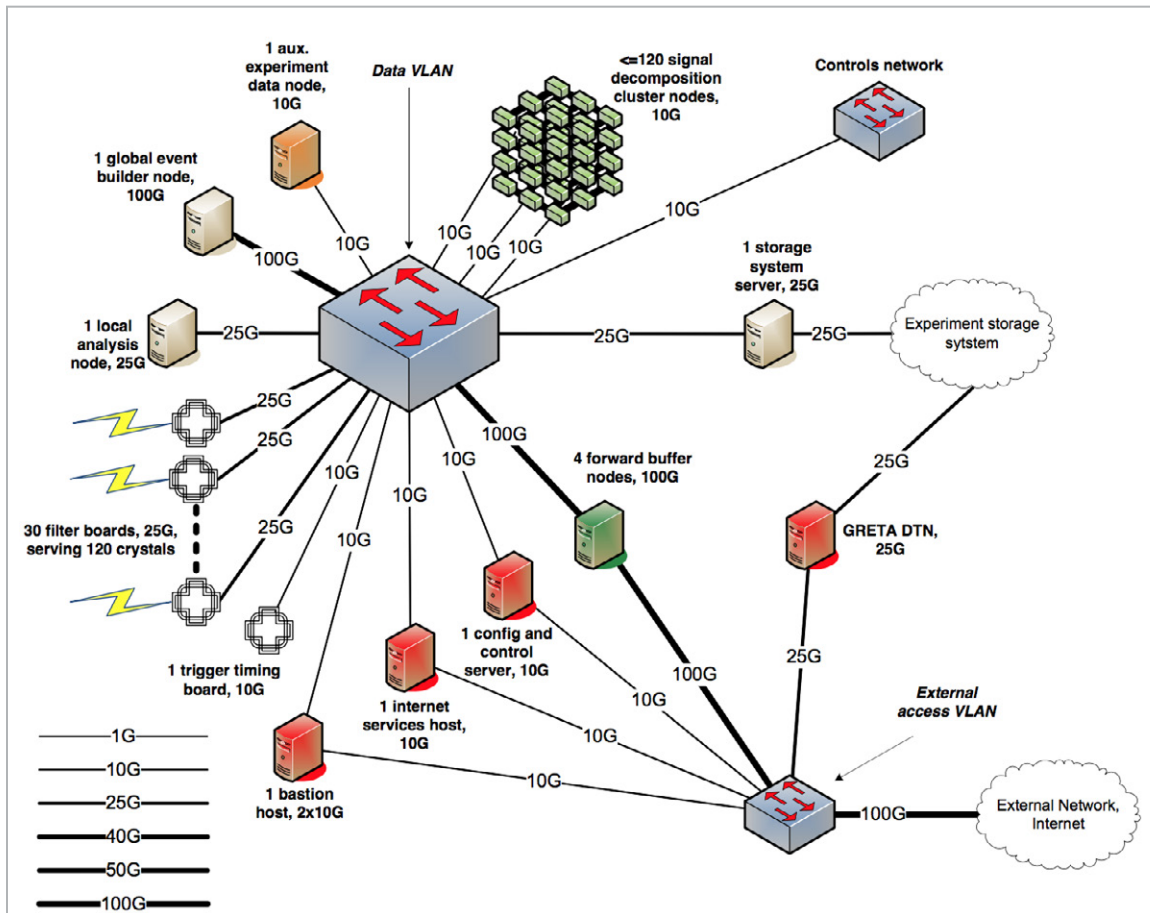 1 aux.
experiment
data node,
10G
Data VLAN
<=120 signal
decomposition
cluster nodes,
10G
Controls network
1 global event
builder node,
100G
10G
10G
10G
10G
10G
100G
1 storage
system
server, 25G
1 local
analysis
node, 25G
25G
25G
25G
Experiment storage
sytstem
25G
25G
25G
100G
10G
10G
10G
10G
4 forward buffer
nodes, 100G
25G
GRETA DTN,
25G
30 filter boards, 25G,
serving 120 crystals
1 trigger timing
board, 10G
1 config and
control
server, 10G
100G
25G
1 internet
services host,
10G
10G
External
access VLAN
10G
1 bastion
host, 2x10G
10G
100G
External Network,
Internet
1G
10G
25G
40G
50G
100G